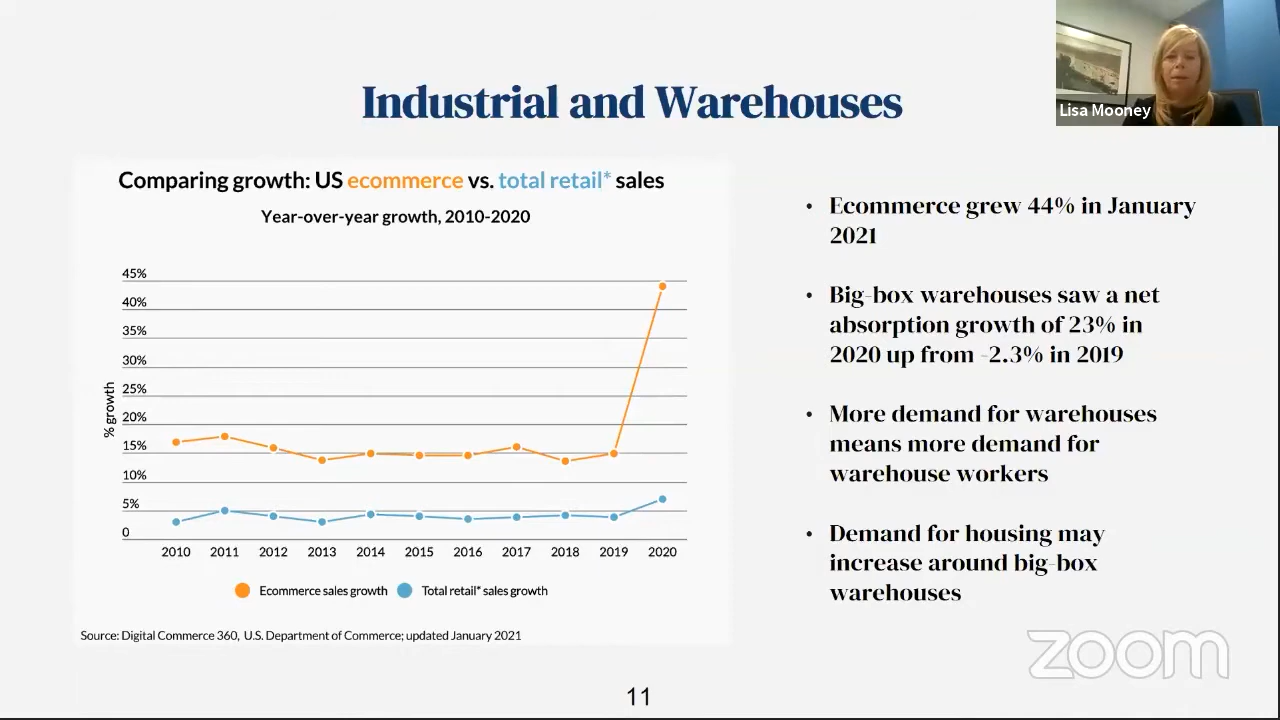 Industrial and Warehouses
Lisa Mooney
Comparing growth: US ecommerce vs. total retail* sales
Year-over-year growth, 2010-2020
% growth
45%
40%
35%
30%
25%
20%
15%
10%
5%
0
2010 2011 2012 2013 2014 2015 2016 2017 2018 2019 2020
Ecommerce sales growth Total retail* sales growth
Source: Digital Commerce 360, U.S. Department of Commerce; updated January 2021
• Ecommerce grew 44% in January
2021
• Big-box warehouses saw a net
absorption growth of 23% in
2020 up from -2.3% in 2019
• More demand for warehouses
means more demand for
warehouse workers
• Demand for housing may
increase around big-box
warehouses
zoom
11